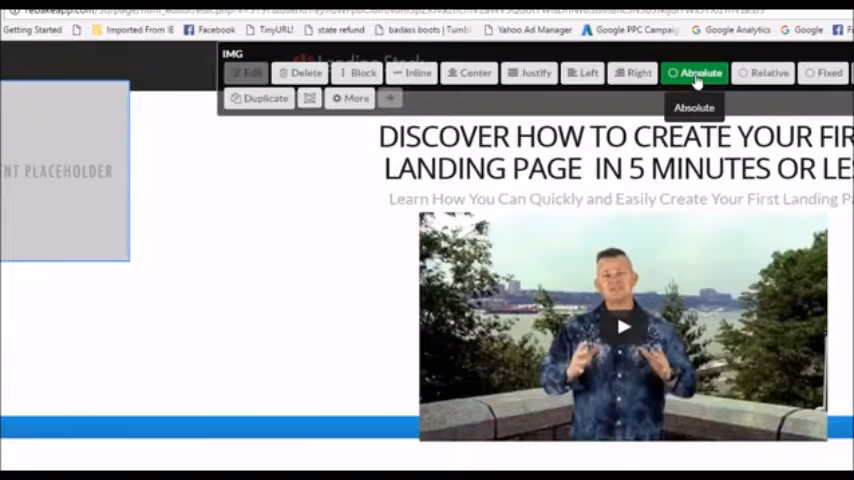 Getting Started Imported From IE Facebook TinyURL! state refund badass boots | Tumbl Yahoo Ad Manager Google PPC Campaig Google Analytics Google
IMG
Edit Delete Block Inline Center Justify Left Right Absolute Relative Fixed
Duplicate More +
Absolute
NT PLACEHOLDER
DISCOVER HOW TO CREATE YOUR FIR
LANDING PAGE IN 5 MINUTES OR LE
Learn How You Can Quickly and Easily Create Your First Landing P